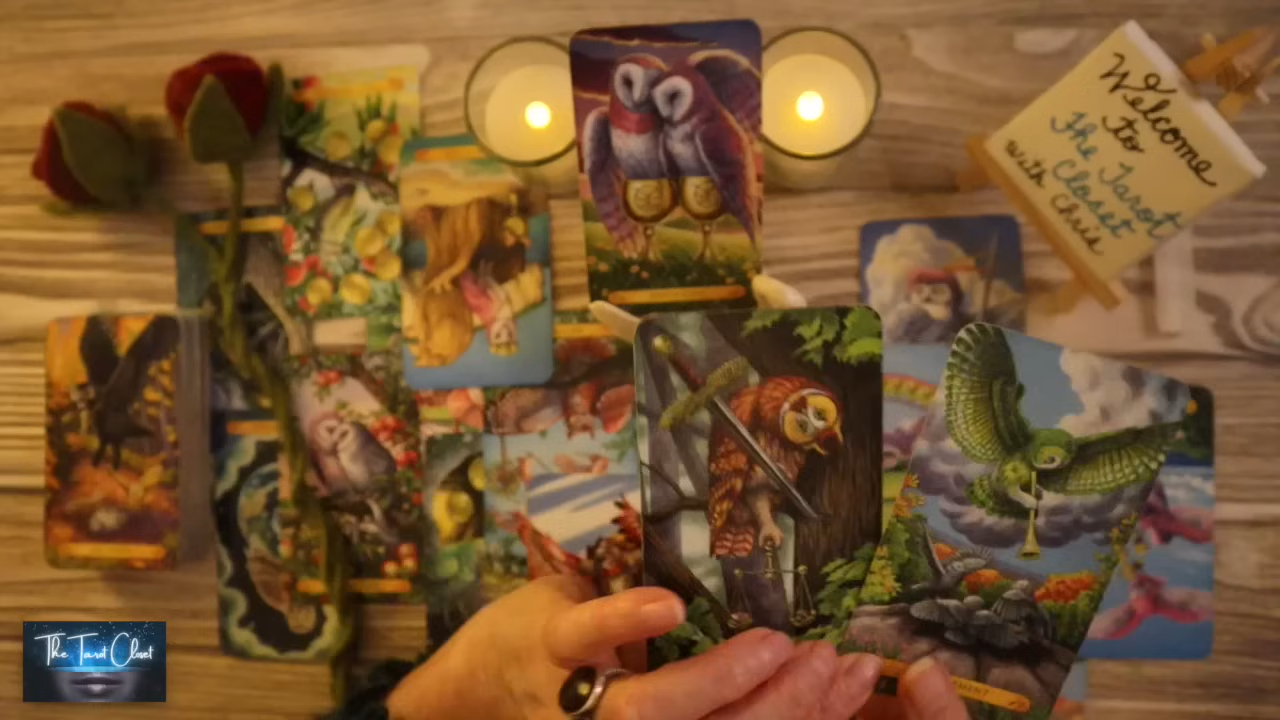 Welcome
to
The Tarot
Closet
with Chris
The Tarot Closet